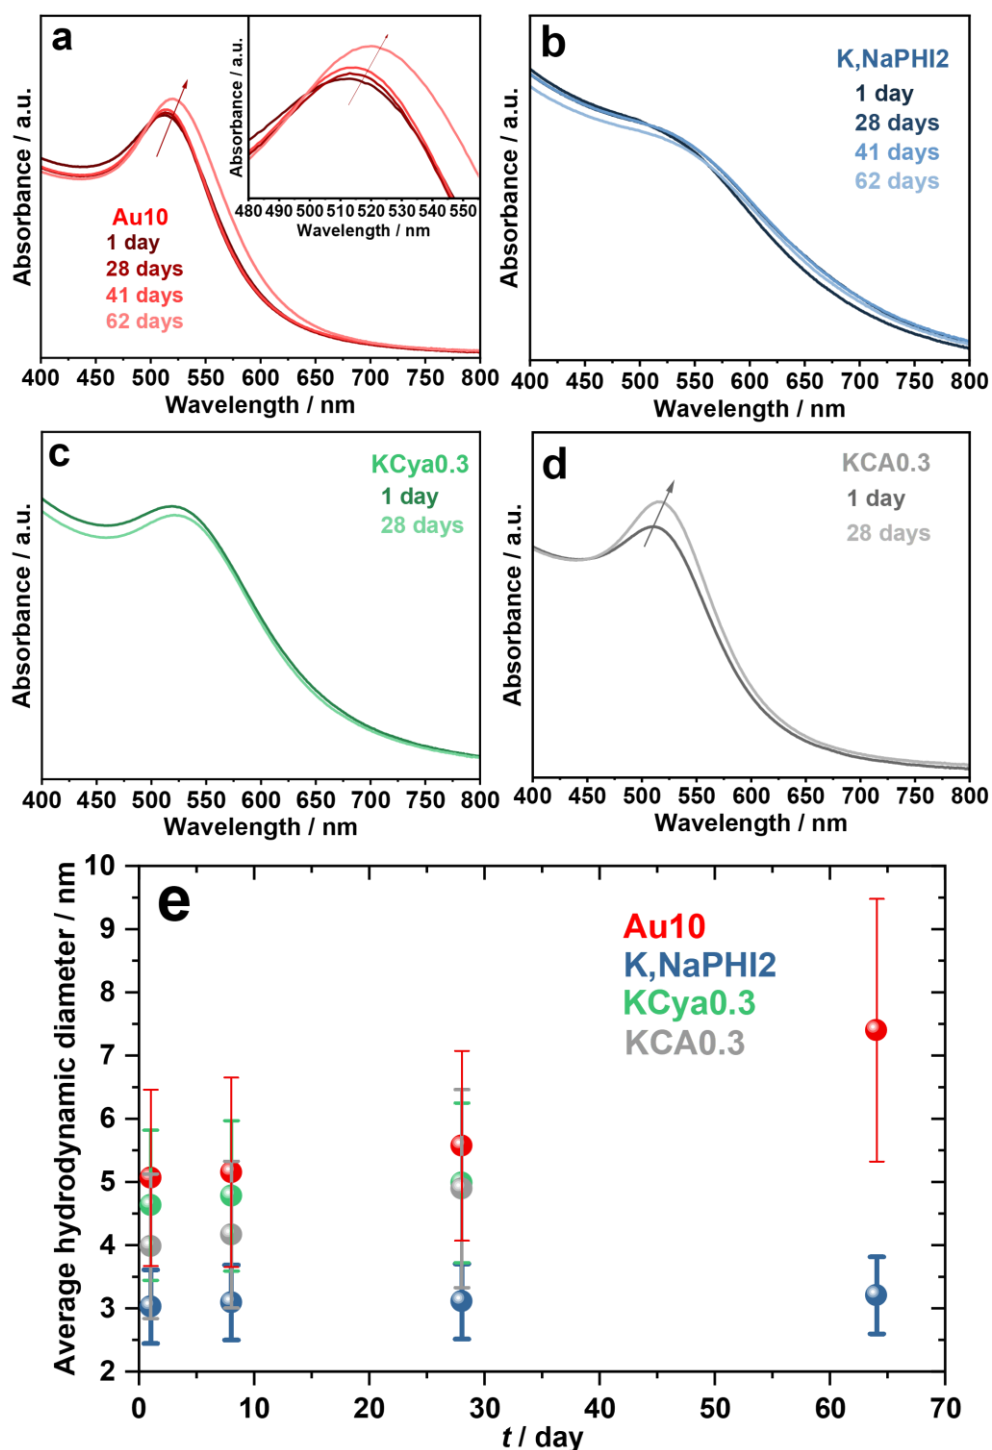 a
Absorbance / a.u.
Au10
1 day
28 days
41 days
62 days
400 450 500 550 600 650 700 750 800
Wavelength / nm
Absorbance / a.u.
480 490 500 510 520 530 540 550
Wavelength / nm
b
Absorbance / a.u.
K,NaPHI2
1 day
28 days
41 days
62 days
400 450 500 550 600 650 700 750 800
Wavelength / nm
c
Absorbance / a.u.
KCya0.3
1 day
28 days
400 450 500 550 600 650 700 750 800
Wavelength / nm
d
Absorbance / a.u.
KCA0.3
1 day
28 days
400 450 500 550 600 650 700 750 800
Wavelength / nm
e
Average hydrodynamic diameter / nm
10
9
8
7
6
5
4
3
2
Au10
K,NaPHI2
KCya0.3
KCA0.3
0 10 20 30 40 50 60 70
t / day